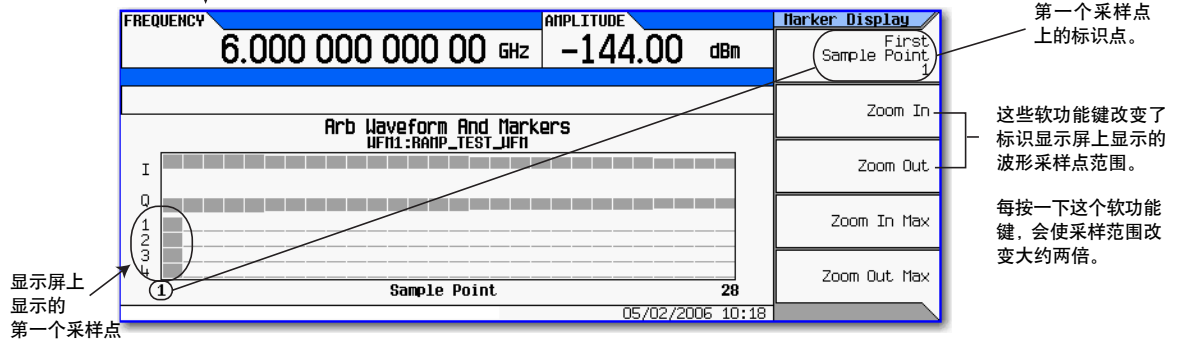 FREQUENCY
AMPLITUDE
Marker Display
6.000 000 000 00 GHz
-144.00 dBm
First
Sample Point
1
第一个采样点
上的标识点。
Zoom In
Arb Waveform And Markers
WFM1:RAMP_TEST_WFM
I
Zoom Out
这些软功能键改变了
标识显示屏上显示的
波形采样点范围。
Q
1
2
3
4
Zoom In Max
每按一下这个软功能
键, 会使采样范围改
变大约两倍。
显示屏上
显示的
第一个采样点
1
Sample Point
28
Zoom Out Max
05/02/2006 10:18